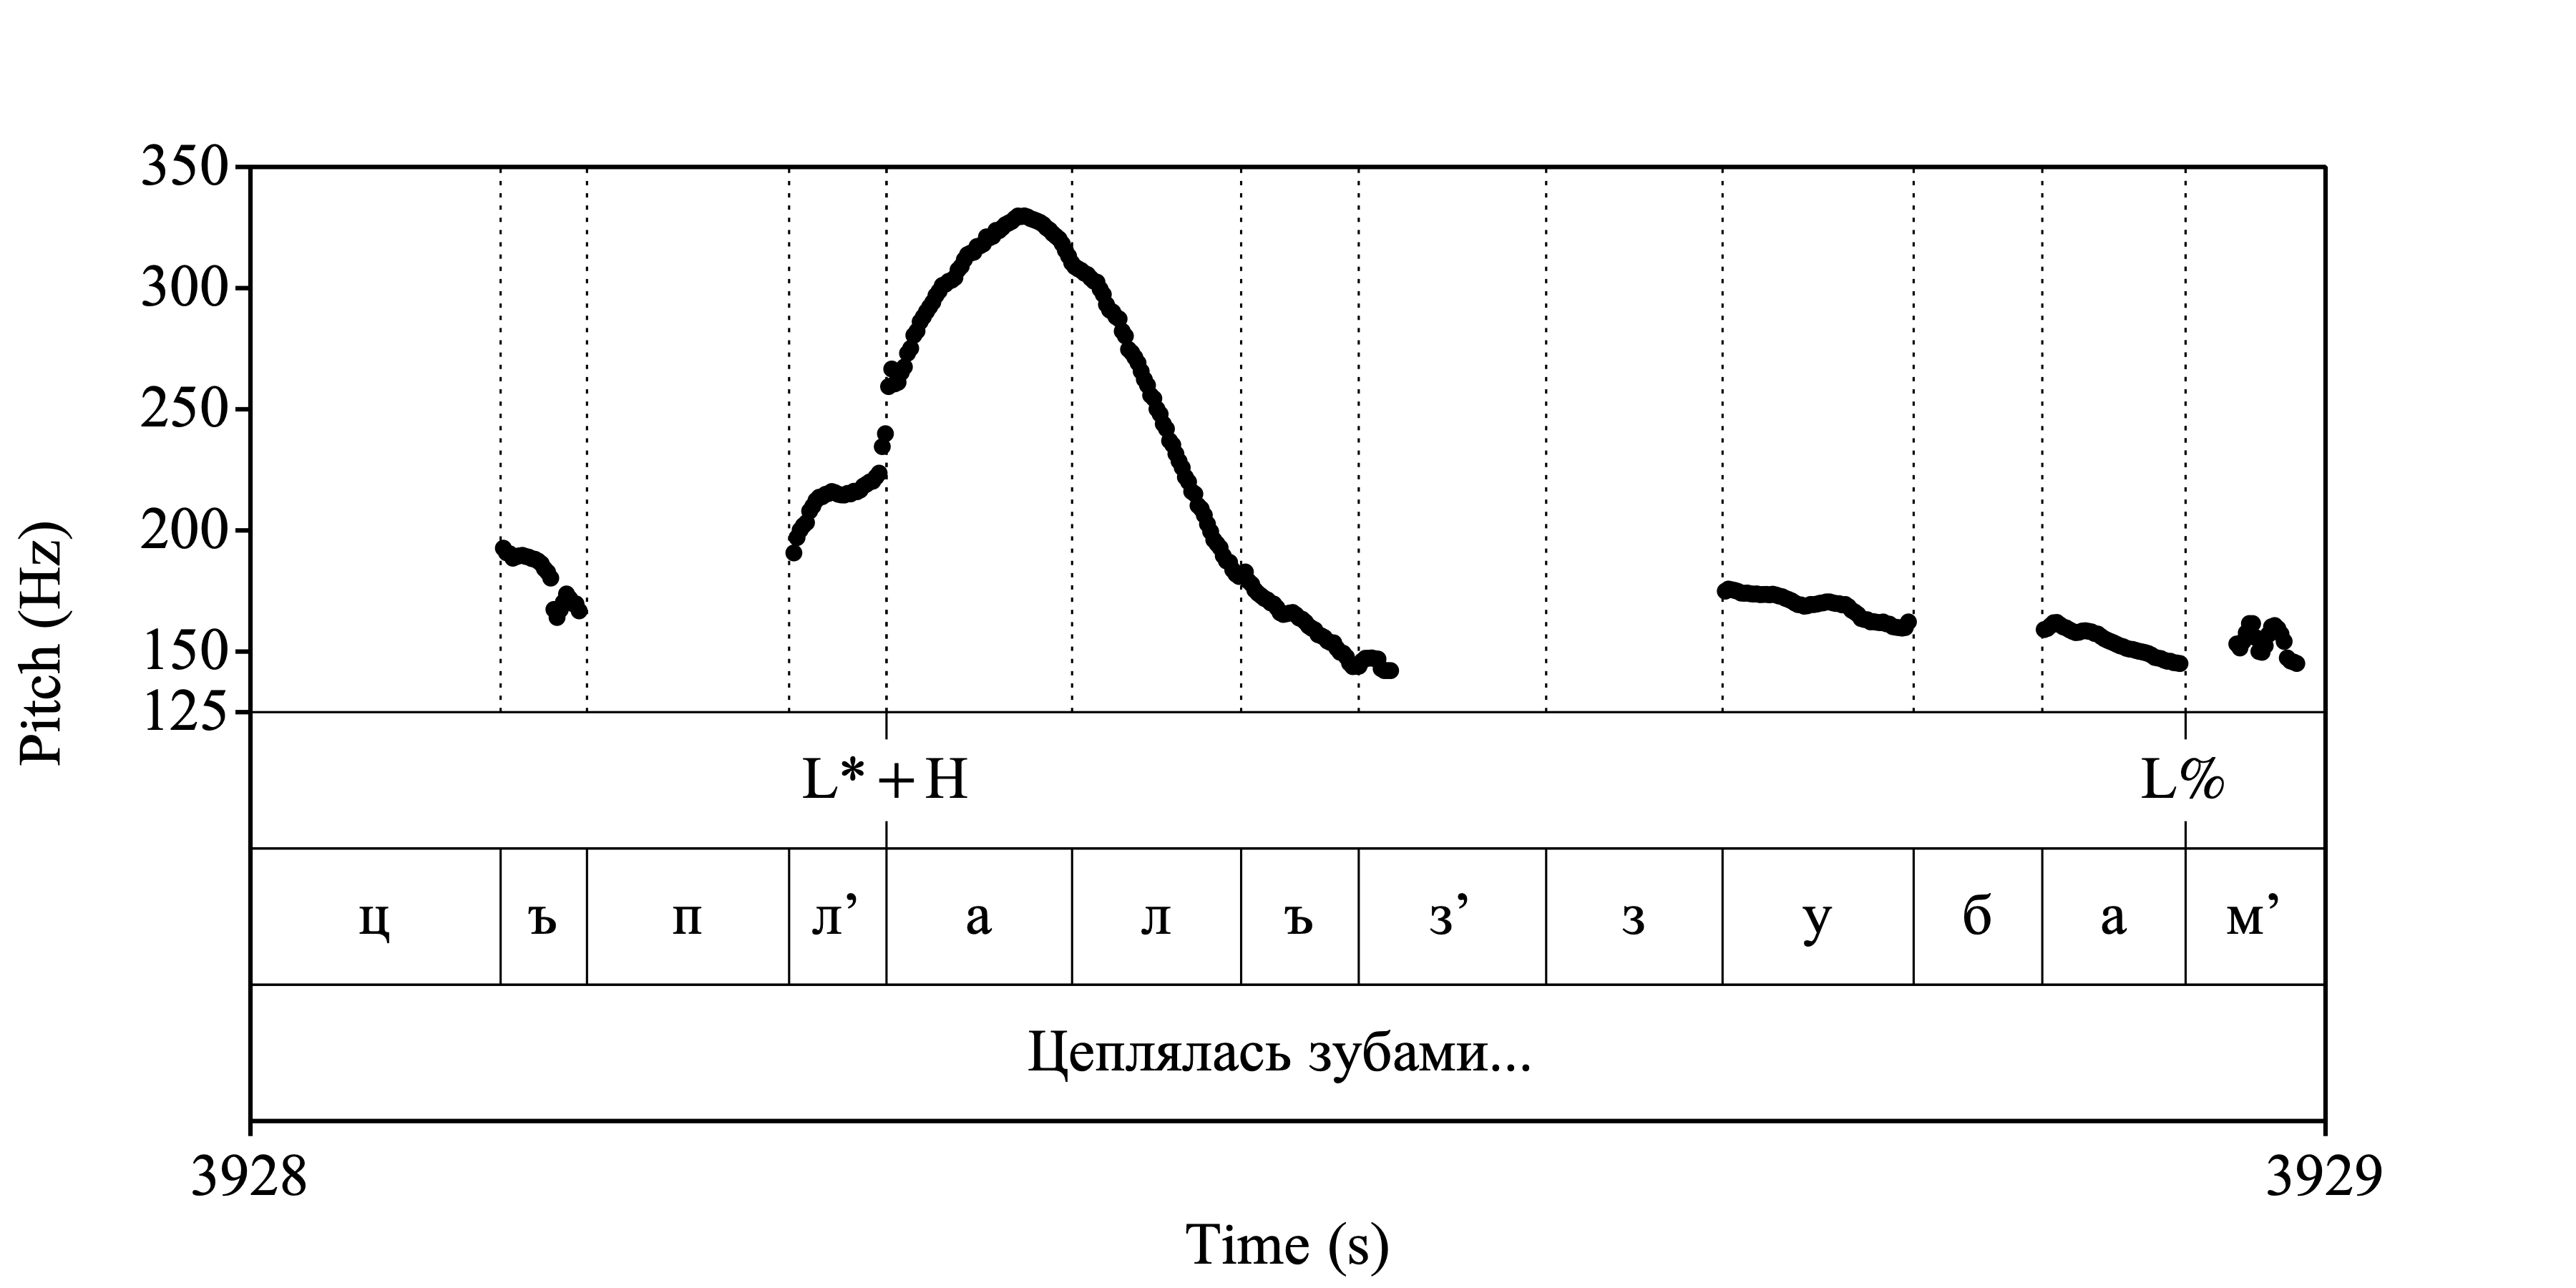 350
300
250
200
150
125
Pitch (Hz)
L* + H L%
ц ъ п л’ а л ъ з’ з у б а м’
Цеплялась зубами...
3928 3929
Time (s)